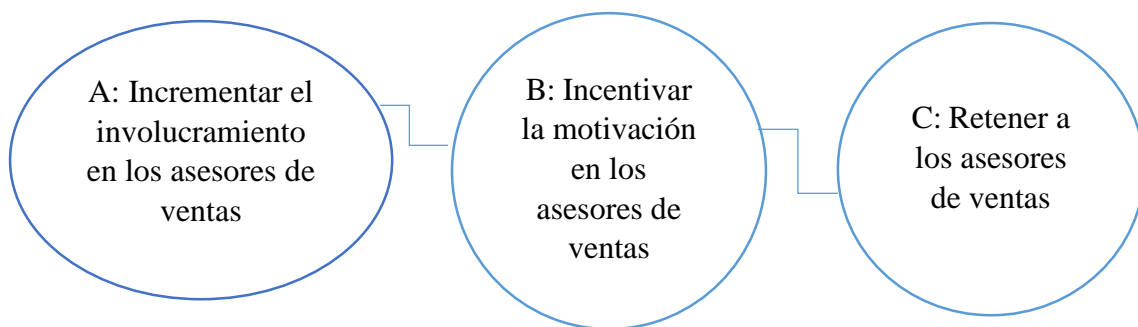 A: Incrementar el
involucramiento
en los asesores de
ventas
B: Incentivar
la motivación
en los
asesores de
ventas
C: Retener a
los asesores
de ventas